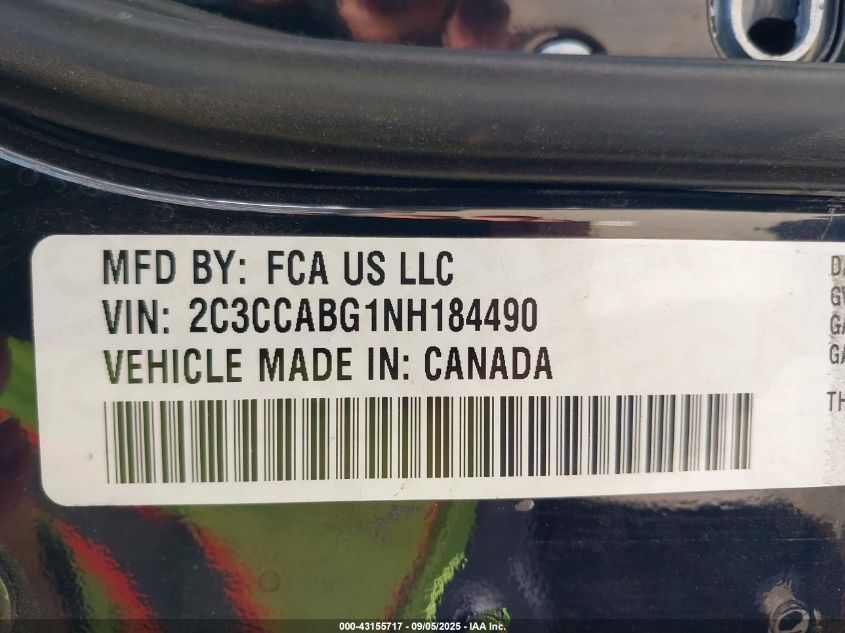 MFD BY: FCA US LLC
VIN: 2C3CCABG1NH184490
VEHICLE MADE IN: CANADA
000-43155717 - 09/05/2025 - IAA Inc.